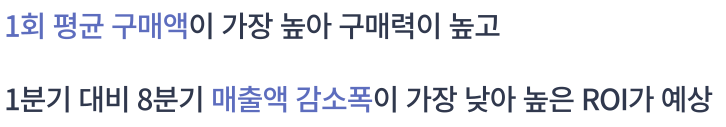 1회 평균 구매액이 가장 높아 구매력이 높고
1분기 대비 8분기 매출액 감소폭이 가장 낮아 높은 ROI가 예상